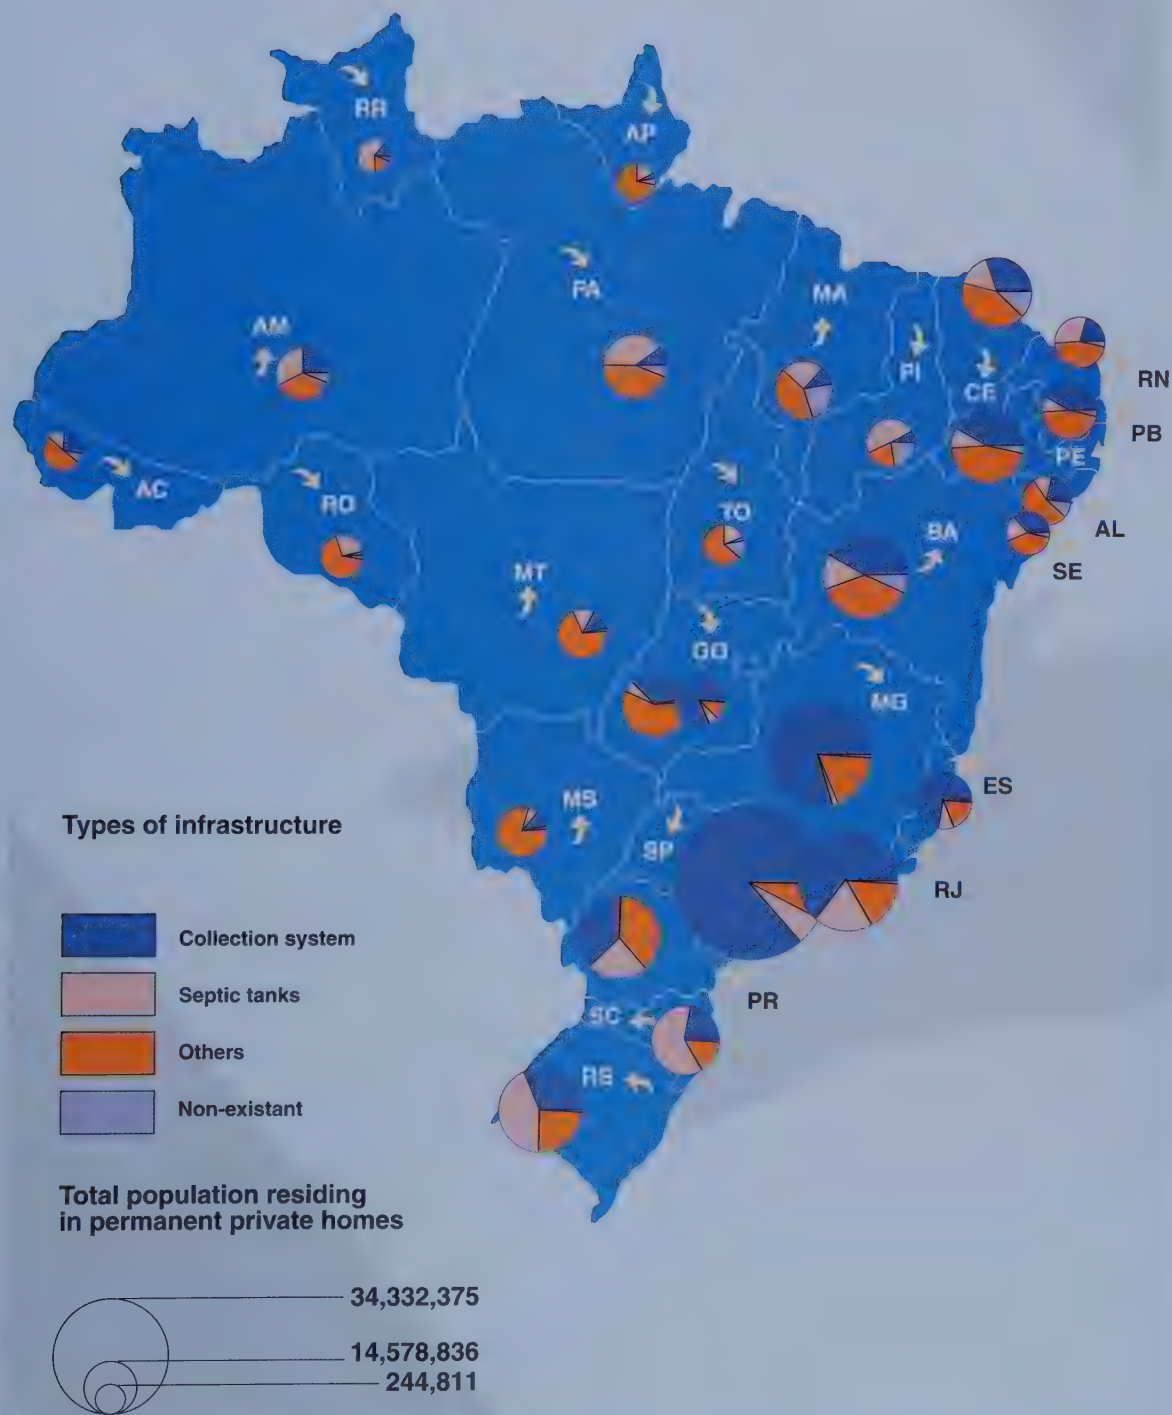 RR
AP
PA
MA
AM
PI
CE
RN
PB
PE
AC
RO
TO
BA
AL
SE
MT
GO
MG
ES
MS
SP
RJ
PR
SC
RS
Types of infrastructure
Collection system
Septic tanks
Others
Non-existant
Total population residing
in permanent private homes
34,332,375
14,578,836
244,811